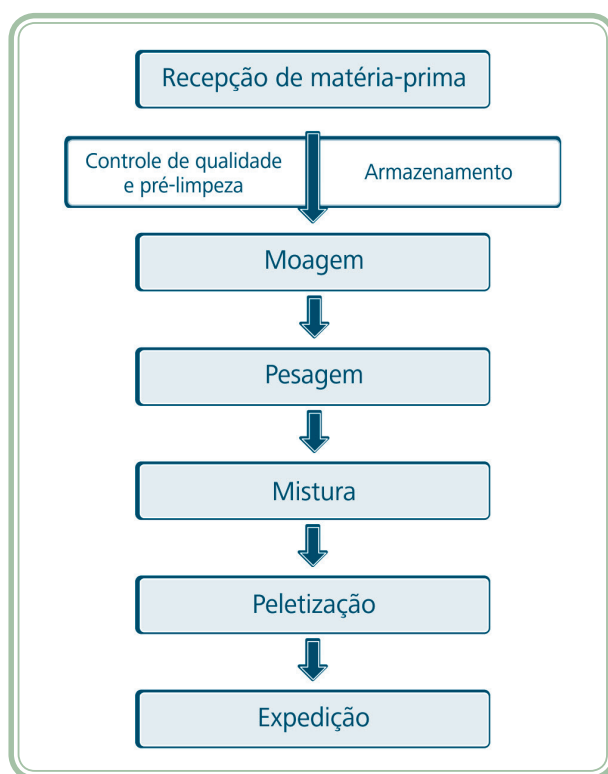 Recepção de matéria-prima
Controle de qualidade
e pré-limpeza
Armazenamento
Moagem
Pesagem
Mistura
Peletização
Expedição